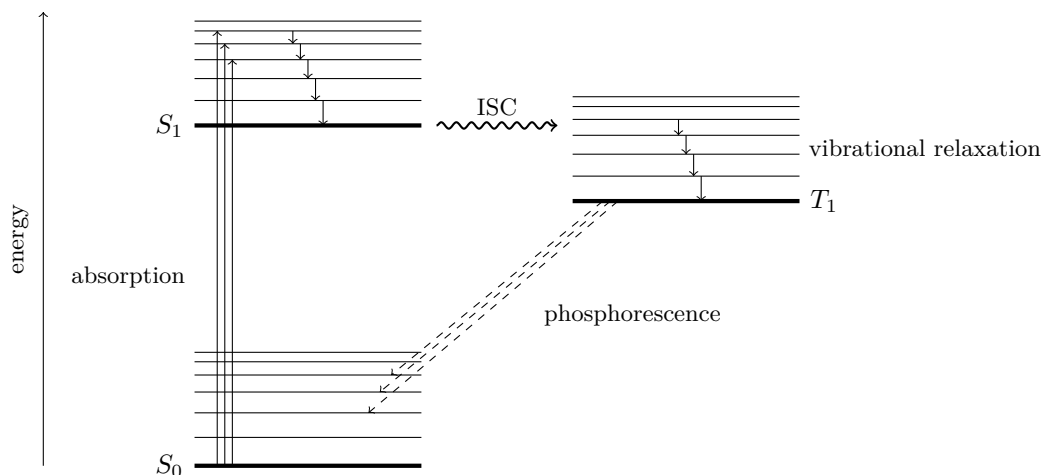 ISC
S₁
vibrational relaxation
T₁
energy
absorption
phosphorescence
S₀